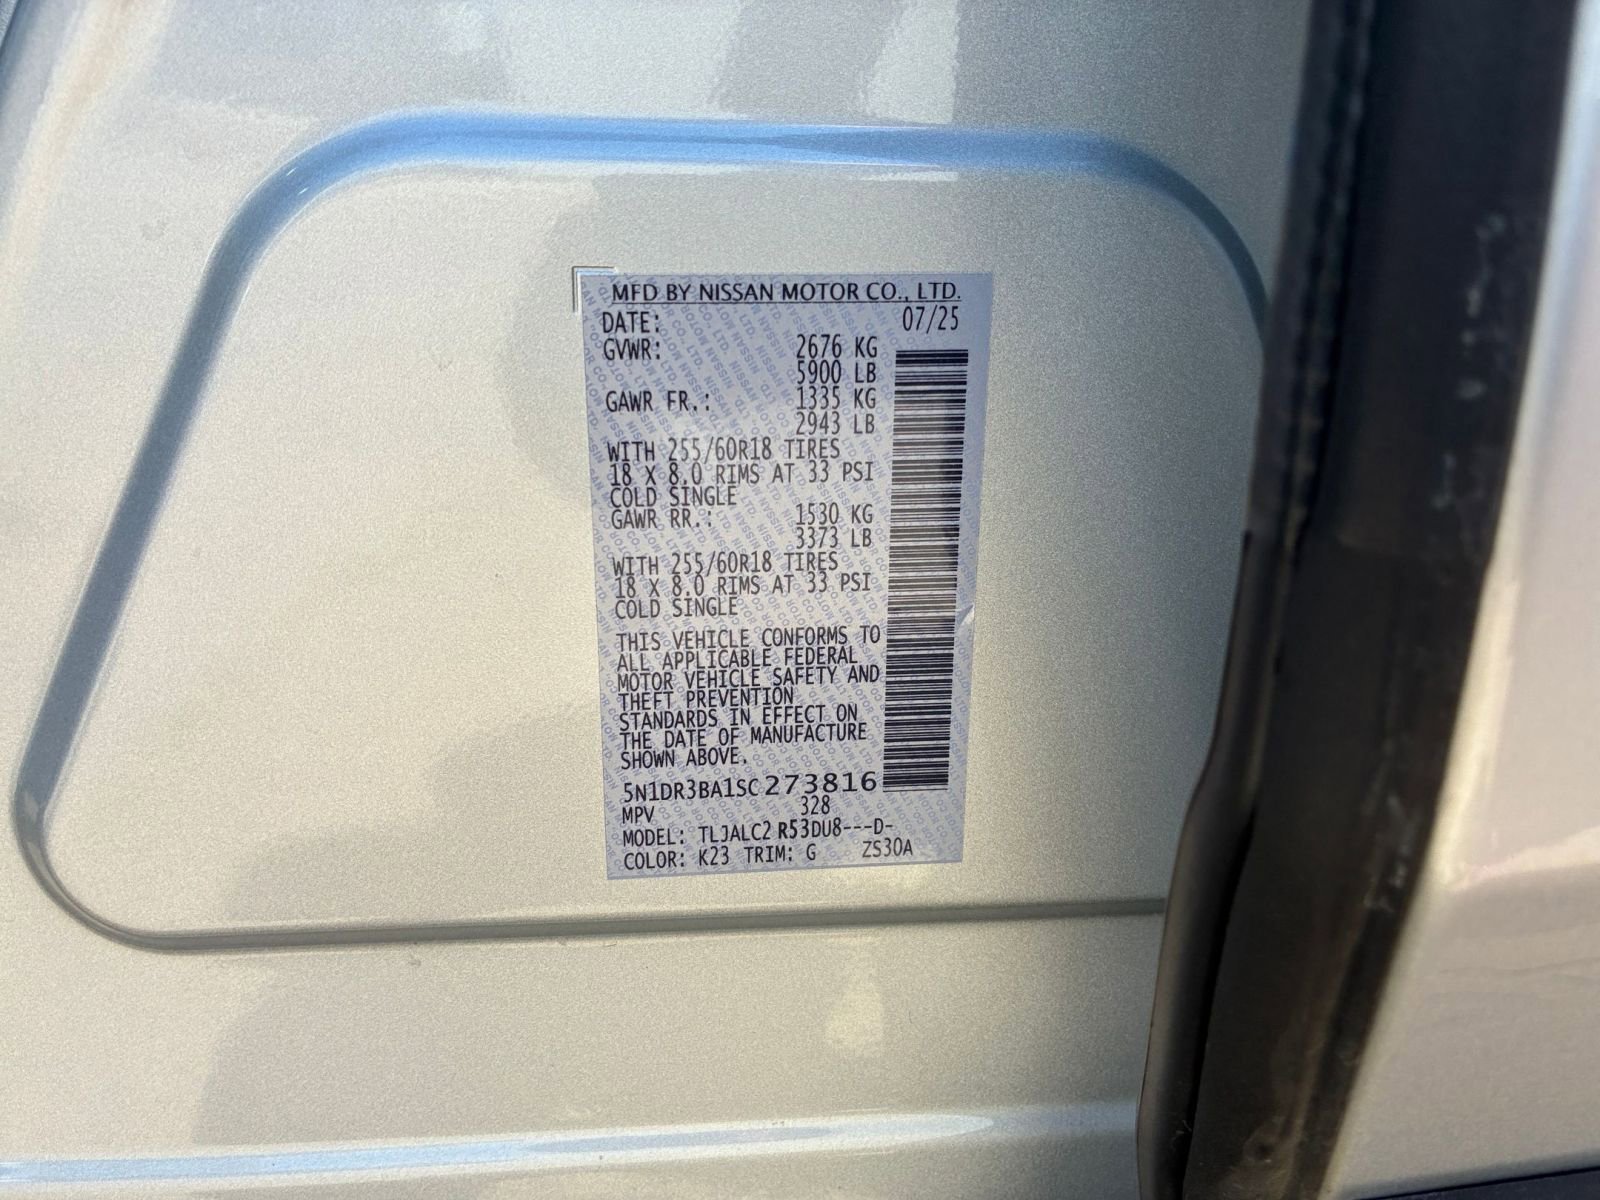 MFD BY NISSAN MOTOR CO., LTD.
DATE: 07/25
GVWR: 2676 KG
5900 LB
GAWR FR.: 1335 KG
2943 LB
WITH 255/60R18 TIRES
18 X 8.0 RIMS AT 33 PSI
COLD SINGLE
GAWR RR.: 1530 KG
3373 LB
WITH 255/60R18 TIRES
18 X 8.0 RIMS AT 33 PSI
COLD SINGLE
THIS VEHICLE CONFORMS TO
ALL APPLICABLE FEDERAL
MOTOR VEHICLE SAFETY AND
THEFT PREVENTION
STANDARDS IN EFFECT ON
THE DATE OF MANUFACTURE
SHOWN ABOVE.
5N1DR3BA1SC273816
MPV 328
MODEL: TLJALC2 R53DU8---D-
COLOR: K23 TRIM: G ZS30A